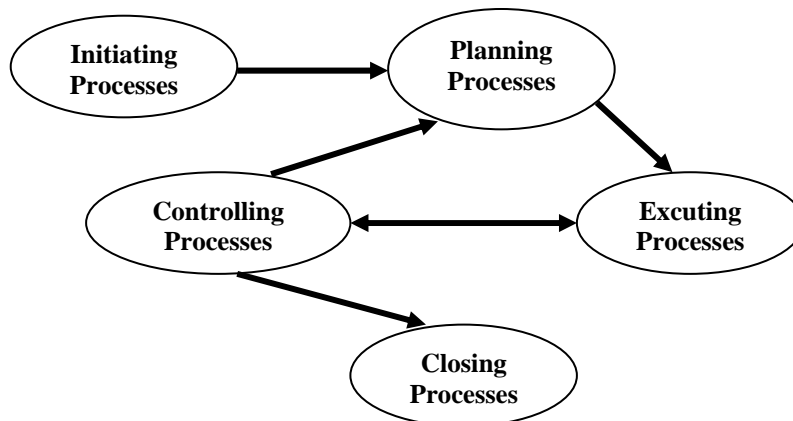 Initiating
Processes
Planning
Processes
Controlling
Processes
Excuting
Processes
Closing
Processes